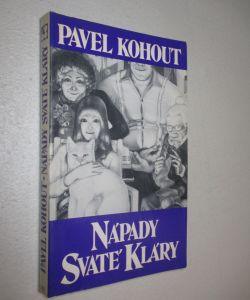 PAVEL KOHOUT
NÁPADY
SVATÉ KLÁRY
PAVEL KOHOUT · NÁPADY SVATÉ KLÁRY